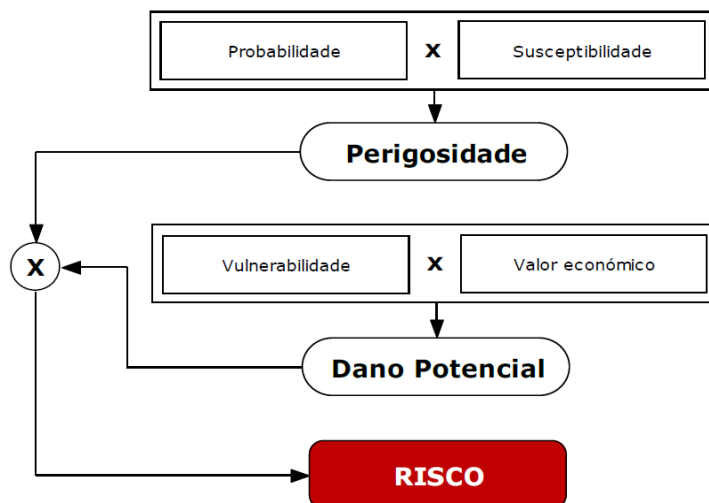 Probabilidade x Susceptibilidade
Perigosidade
Vulnerabilidade x Valor económico
X
Dano Potencial
RISCO